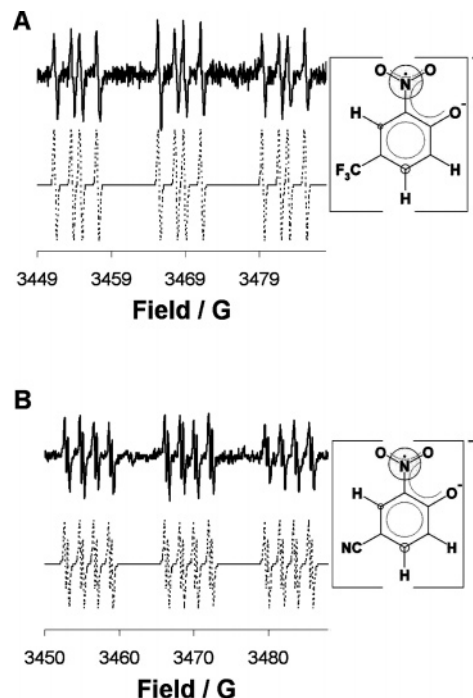 A
3449 3459 3469 3479
Field / G
O N O
H O-
F3C H
H
-
B
3450 3460 3470 3480
Field / G
O N O
H O-
NC H
H
-